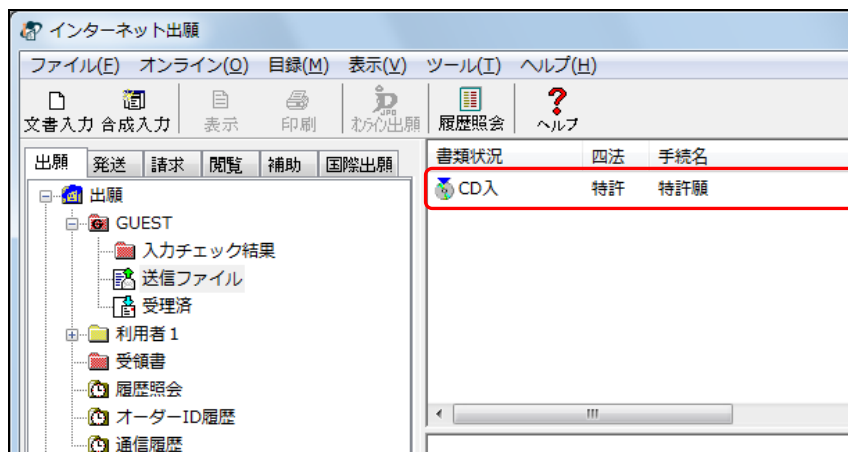 インターネット出願
ファイル(F) オンライン(O) 目録(M) 表示(V) ツール(T) ヘルプ(H)
文書入力 合成入力 表示 印刷 オンライン出願 履歴照会 ヘルプ
出願 発送 請求 閲覧 補助 国際出願
書類状況 四法 手続名
CD入 特許 特許願
出願
GUEST
入力チェック結果
送信ファイル
受理済
利用者1
受領書
履歴照会
オーダーID履歴
通信履歴